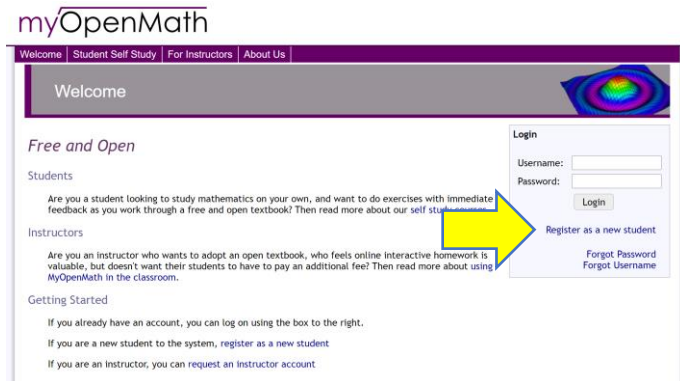 myOpenMath
Welcome Student Self Study For Instructors About Us
Welcome
Free and Open
Students
Are you a student looking to study mathematics on your own, and want to do exercises with immediate
feedback as you work through a free and open textbook? Then read more about our self study courses
Instructors
Are you an instructor who wants to adopt an open textbook, who feels online interactive homework is
valuable, but doesn't want their students to have to pay an additional fee? Then read more about using
MyOpenMath in the classroom.
Getting Started
If you already have an account, you can log on using the box to the right.
If you are a new student to the system, register as a new student
If you are an instructor, you can request an instructor account
Login
Username:
Password:
Login
Register as a new student
Forgot Password
Forgot Username